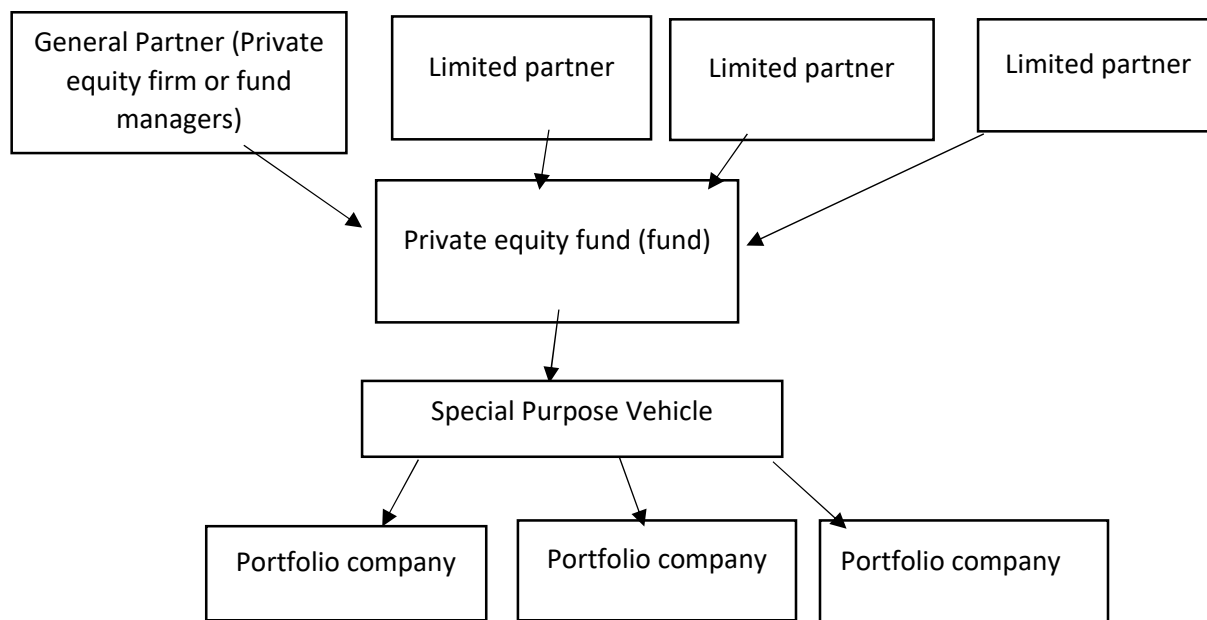 General Partner (Private
equity firm or fund
managers)
Limited partner
Limited partner
Limited partner
Private equity fund (fund)
Special Purpose Vehicle
Portfolio company
Portfolio company
Portfolio company